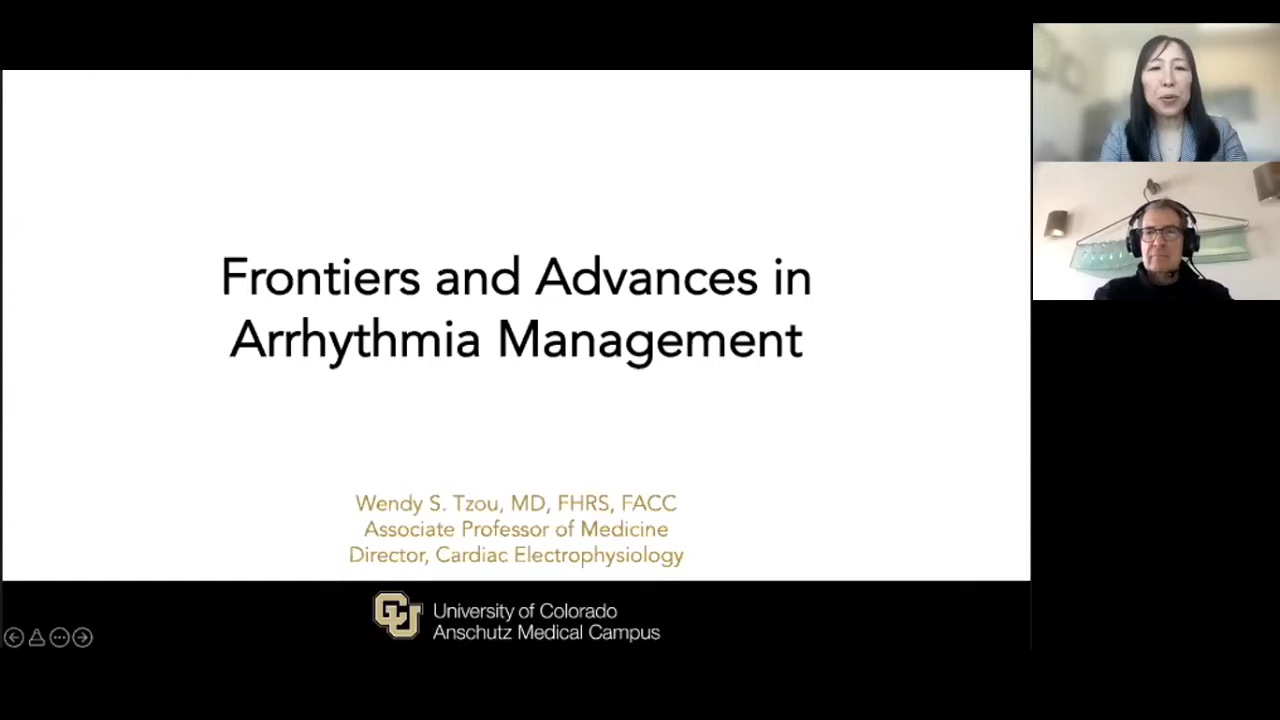 Frontiers and Advances in
Arrhythmia Management
Wendy S. Tzou, MD, FHRS, FACC
Associate Professor of Medicine
Director, Cardiac Electrophysiology
CU
University of Colorado
Anschutz Medical Campus